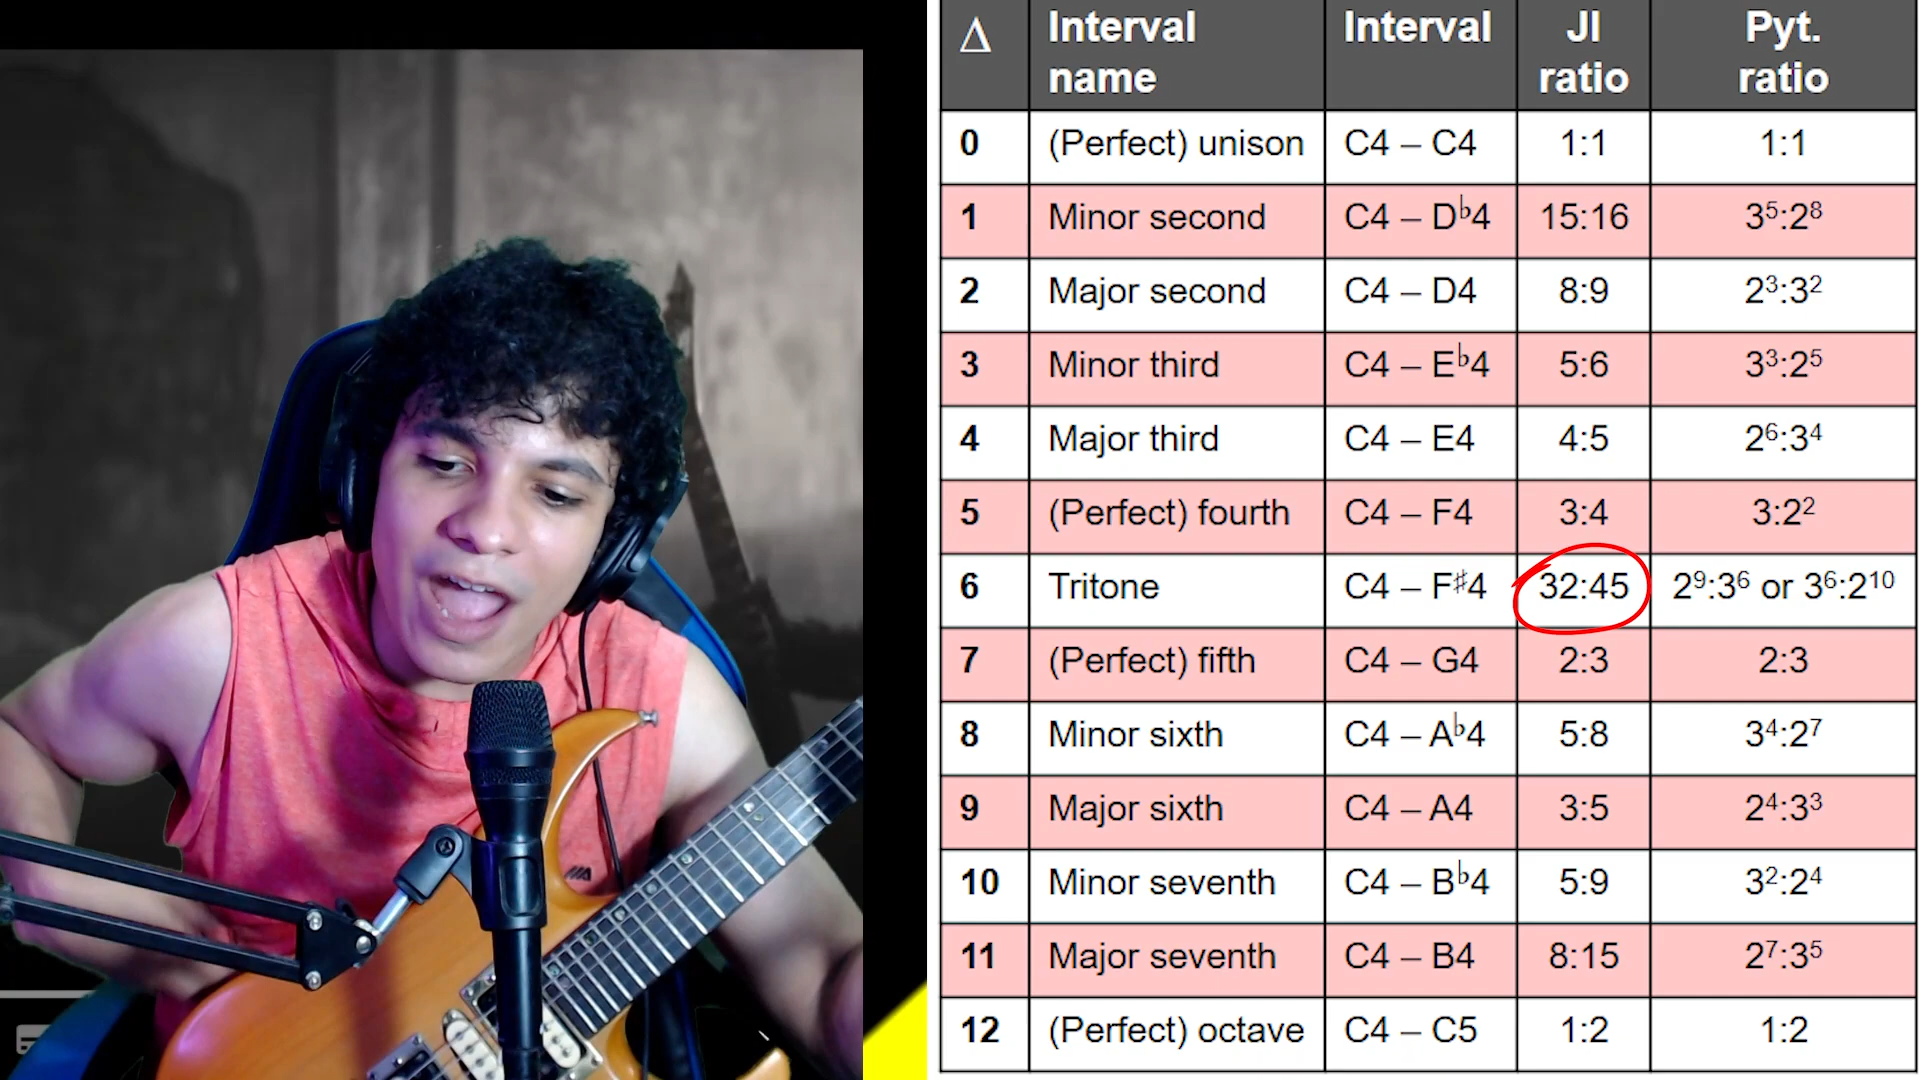 Δ Interval name Interval JI ratio Pyt. ratio
0 (Perfect) unison C4 – C4 1:1 1:1
1 Minor second C4 – D♭4 15:16 3⁵:2⁸
2 Major second C4 – D4 8:9 2³:3²
3 Minor third C4 – E♭4 5:6 3³:2⁵
4 Major third C4 – E4 4:5 2⁶:3⁴
5 (Perfect) fourth C4 – F4 3:4 3:2²
6 Tritone C4 – F♯4 32:45 2⁹:3⁶ or 3⁶:2¹⁰
7 (Perfect) fifth C4 – G4 2:3 2:3
8 Minor sixth C4 – A♭4 5:8 3⁴:2⁷
9 Major sixth C4 – A4 3:5 2⁴:3³
10 Minor seventh C4 – B♭4 5:9 3²:2⁴
11 Major seventh C4 – B4 8:15 2⁷:3⁵
12 (Perfect) octave C4 – C5 1:2 1:2